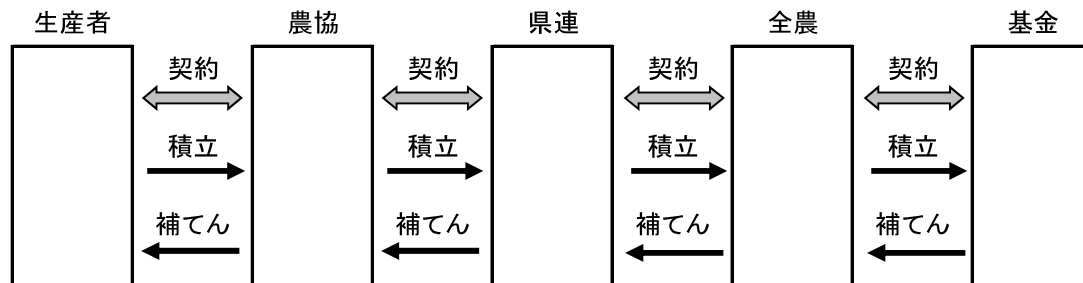 生産者 農協 県連 全農 基金
契約 契約 契約 契約
積立 積立 積立 積立
補てん 補てん 補てん 補てん